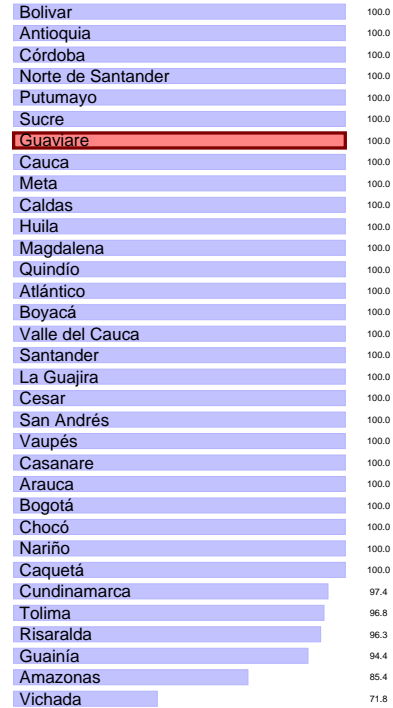 Bolivar 100.0
Antioquia 100.0
Córdoba 100.0
Norte de Santander 100.0
Putumayo 100.0
Sucre 100.0
Guaviare 100.0
Cauca 100.0
Meta 100.0
Caldas 100.0
Huila 100.0
Magdalena 100.0
Quindío 100.0
Atlántico 100.0
Boyacá 100.0
Valle del Cauca 100.0
Santander 100.0
La Guajira 100.0
Cesar 100.0
San Andrés 100.0
Vaupés 100.0
Casanare 100.0
Arauca 100.0
Bogotá 100.0
Chocó 100.0
Nariño 100.0
Caquetá 100.0
Cundinamarca 97.4
Tolima 96.8
Risaralda 96.3
Guainía 94.4
Amazonas 85.4
Vichada 71.8